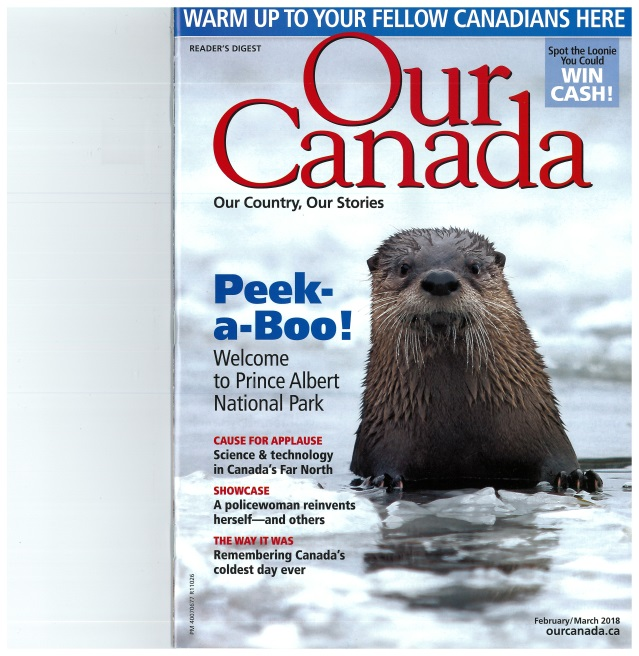 WARM UP TO YOUR FELLOW CANADIANS HERE
READER'S DIGEST
Spot the Loonie
You Could
WIN
CASH!
Our
Canada
Our Country, Our Stories
Peek-
a-Boo!
Welcome
to Prince Albert
National Park
CAUSE FOR APPLAUSE
Science & technology
in Canada's Far North
SHOWCASE
A policewoman reinvents
herself—and others
THE WAY IT WAS
Remembering Canada's
coldest day ever
PM 40070677 R11026
February/March 2018
ourcanada.ca